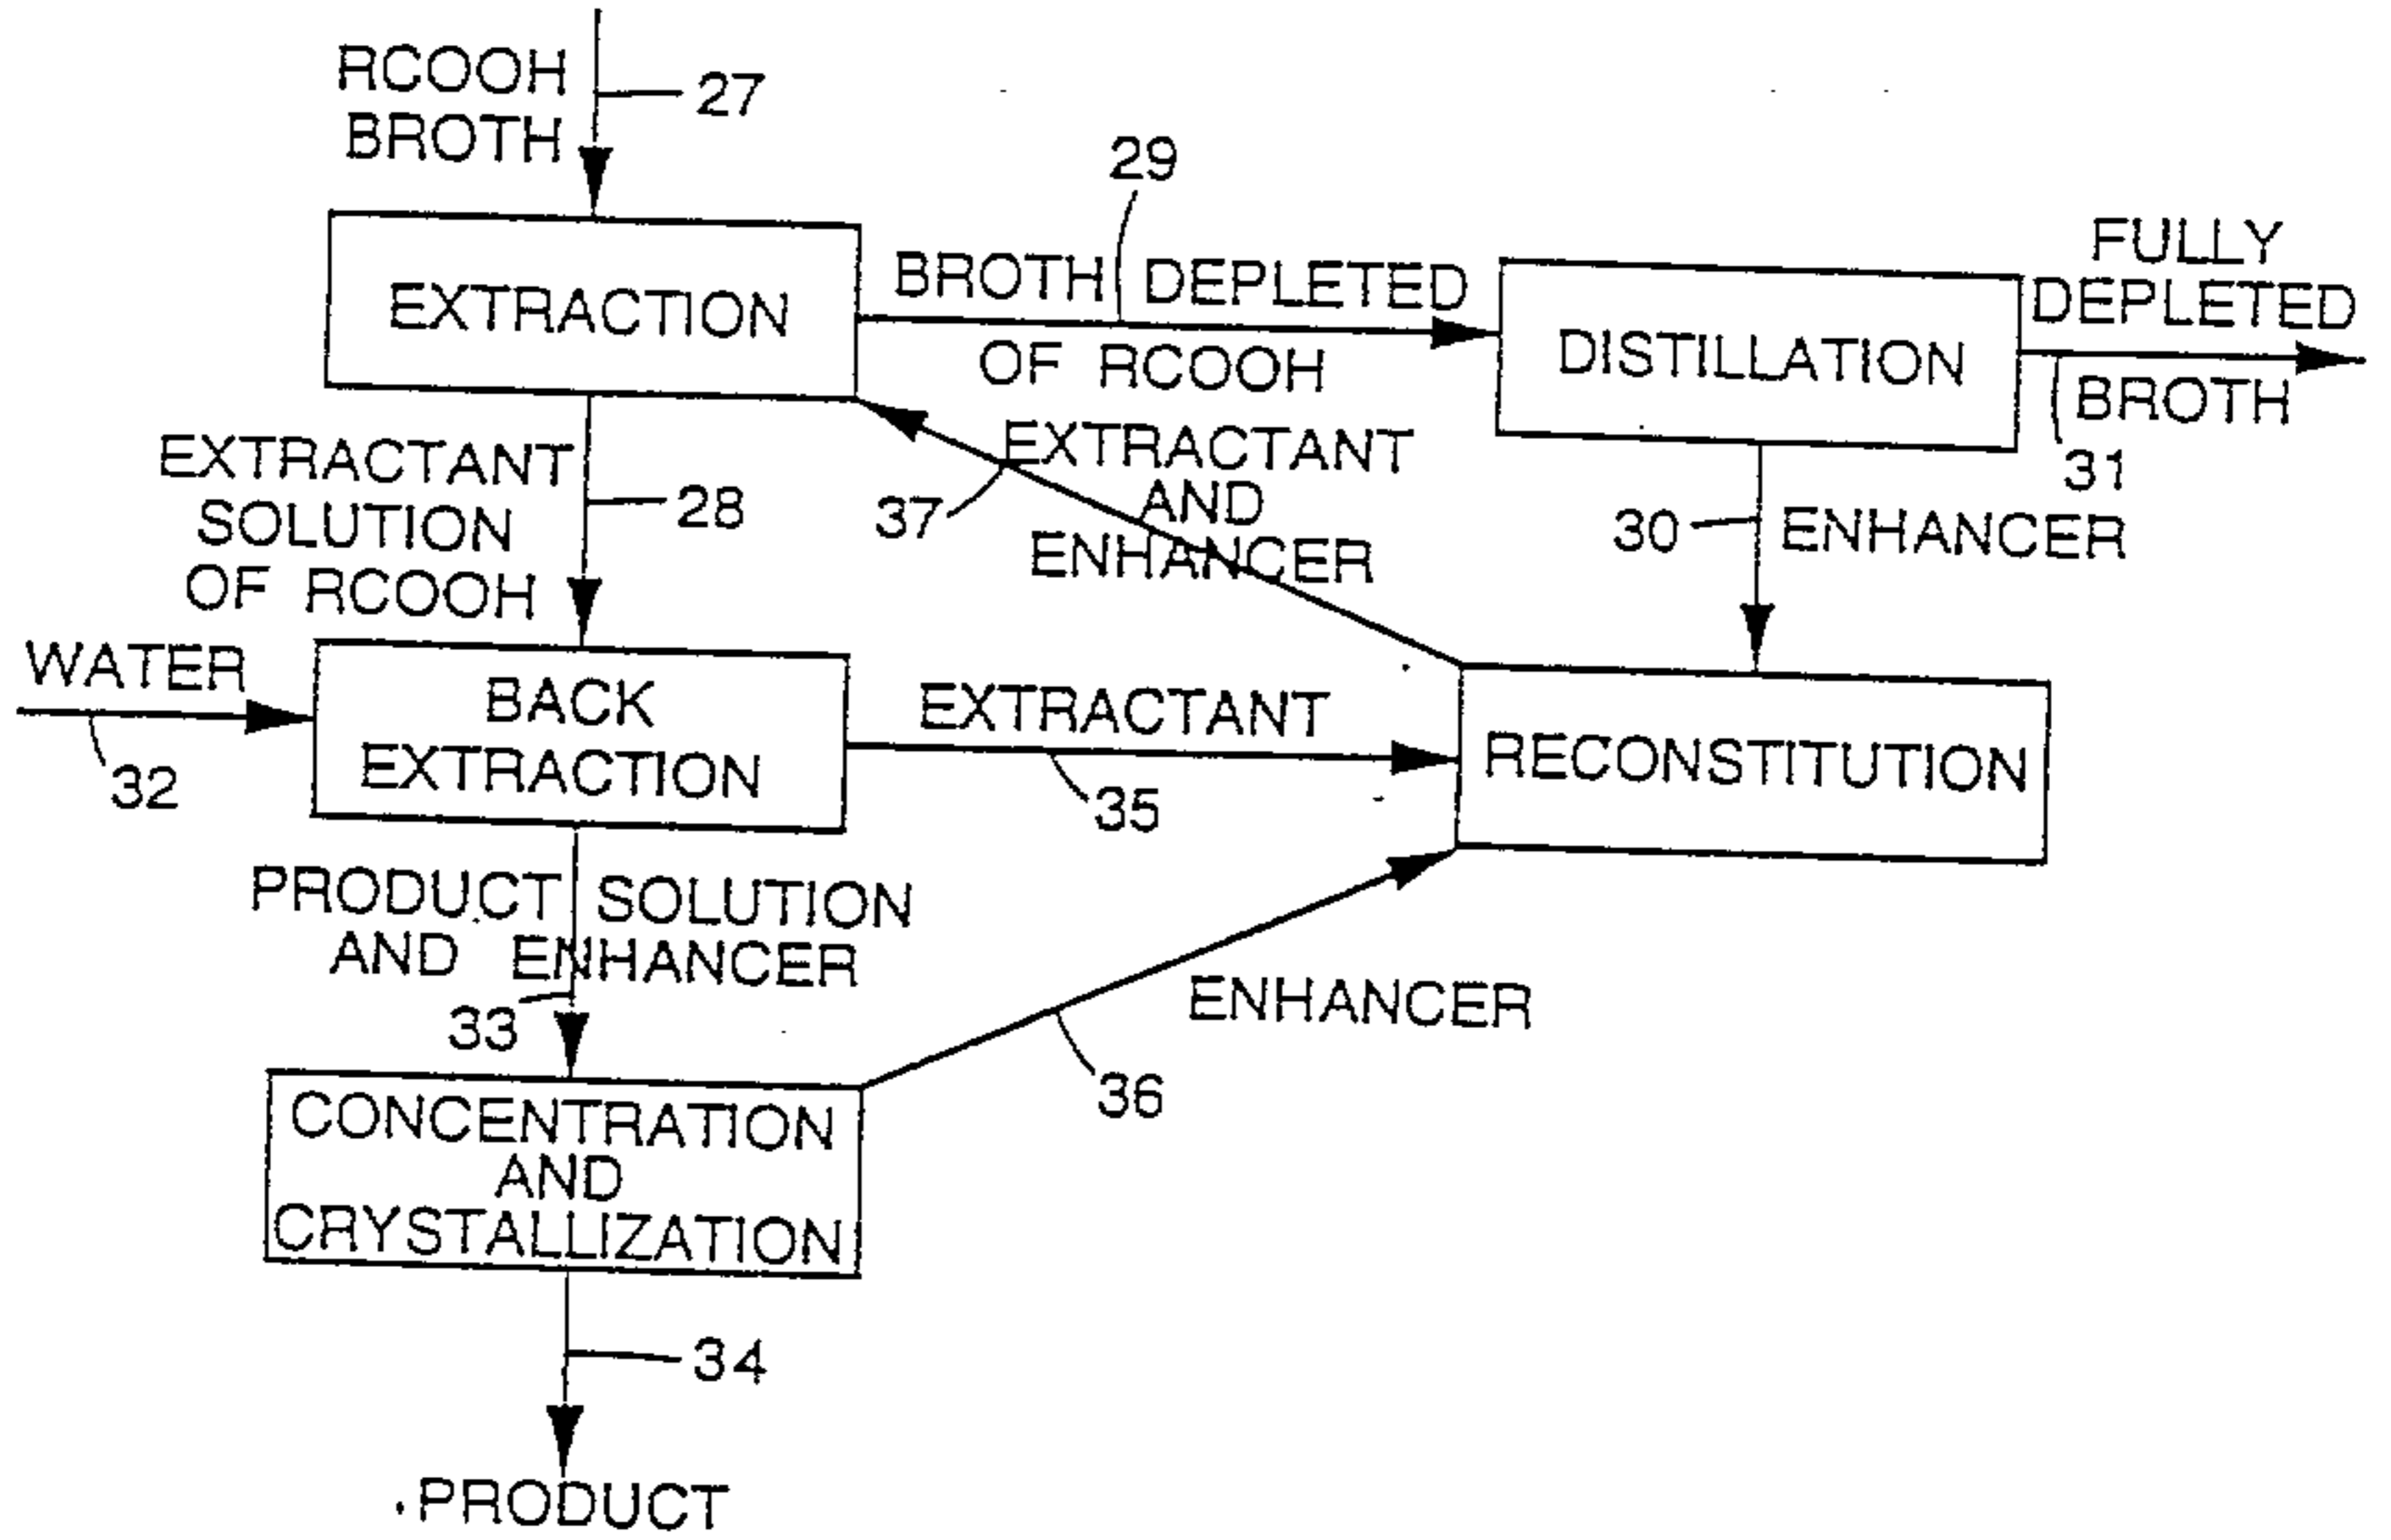 RCOOH
BROTH
27
29
EXTRACTION
BROTH DEPLETED
OF RCOOH
DISTILLATION
FULLY
DEPLETED
BROTH
31
EXTRACTANT
SOLUTION
OF RCOOH
28
37
EXTRACTANT
AND
ENHANCER
30
ENHANCER
WATER
32
BACK
EXTRACTION
EXTRACTANT
35
RECONSTITUTION
PRODUCT SOLUTION
AND ENHANCER
33
ENHANCER
36
CONCENTRATION
AND
CRYSTALLIZATION
34
PRODUCT